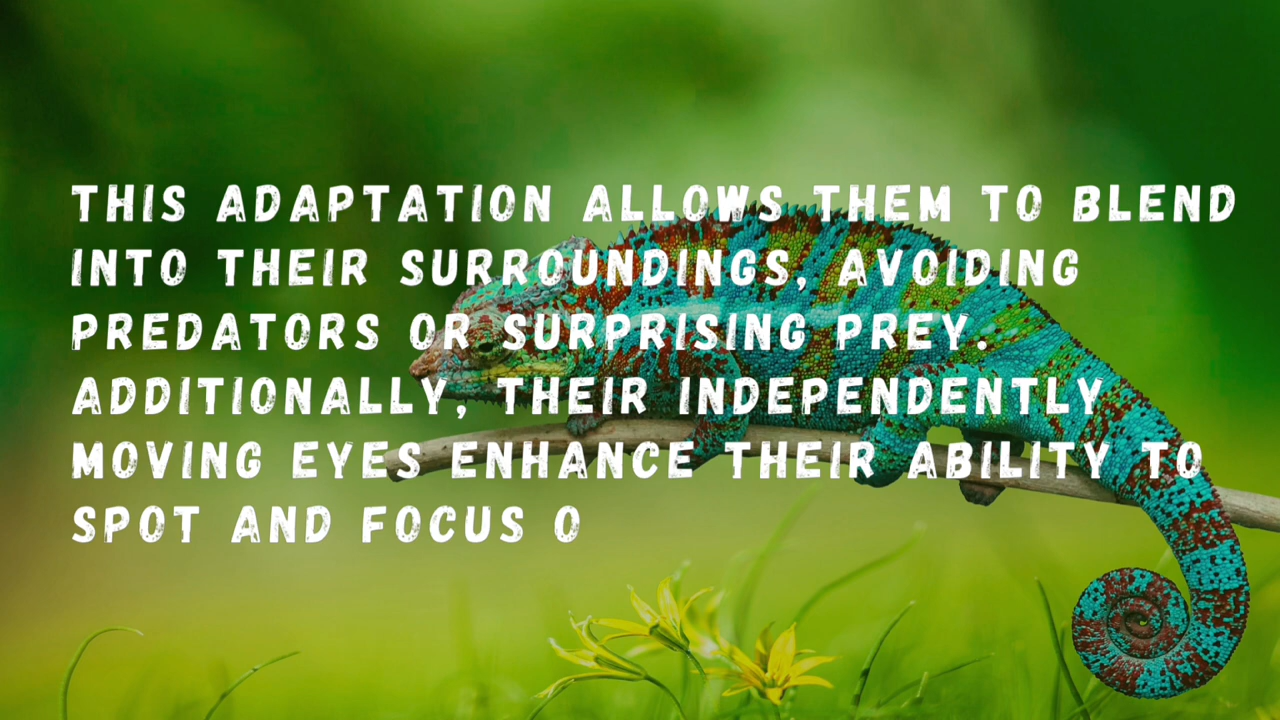 THIS ADAPTATION ALLOWS THEM TO BLEND
INTO THEIR SURROUNDINGS, AVOIDING
PREDATORS OR SURPRISING PREY.
ADDITIONALLY, THEIR INDEPENDENTLY
MOVING EYES ENHANCE THEIR ABILITY TO
SPOT AND FOCUS O